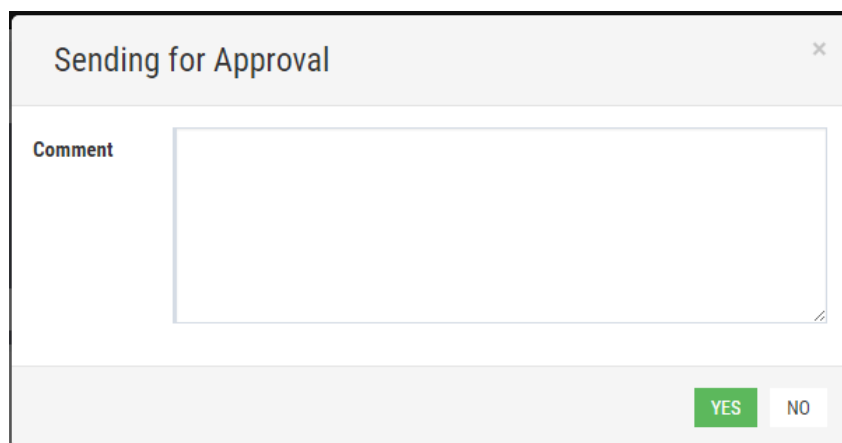 Sending for Approval ×
Comment
YES NO